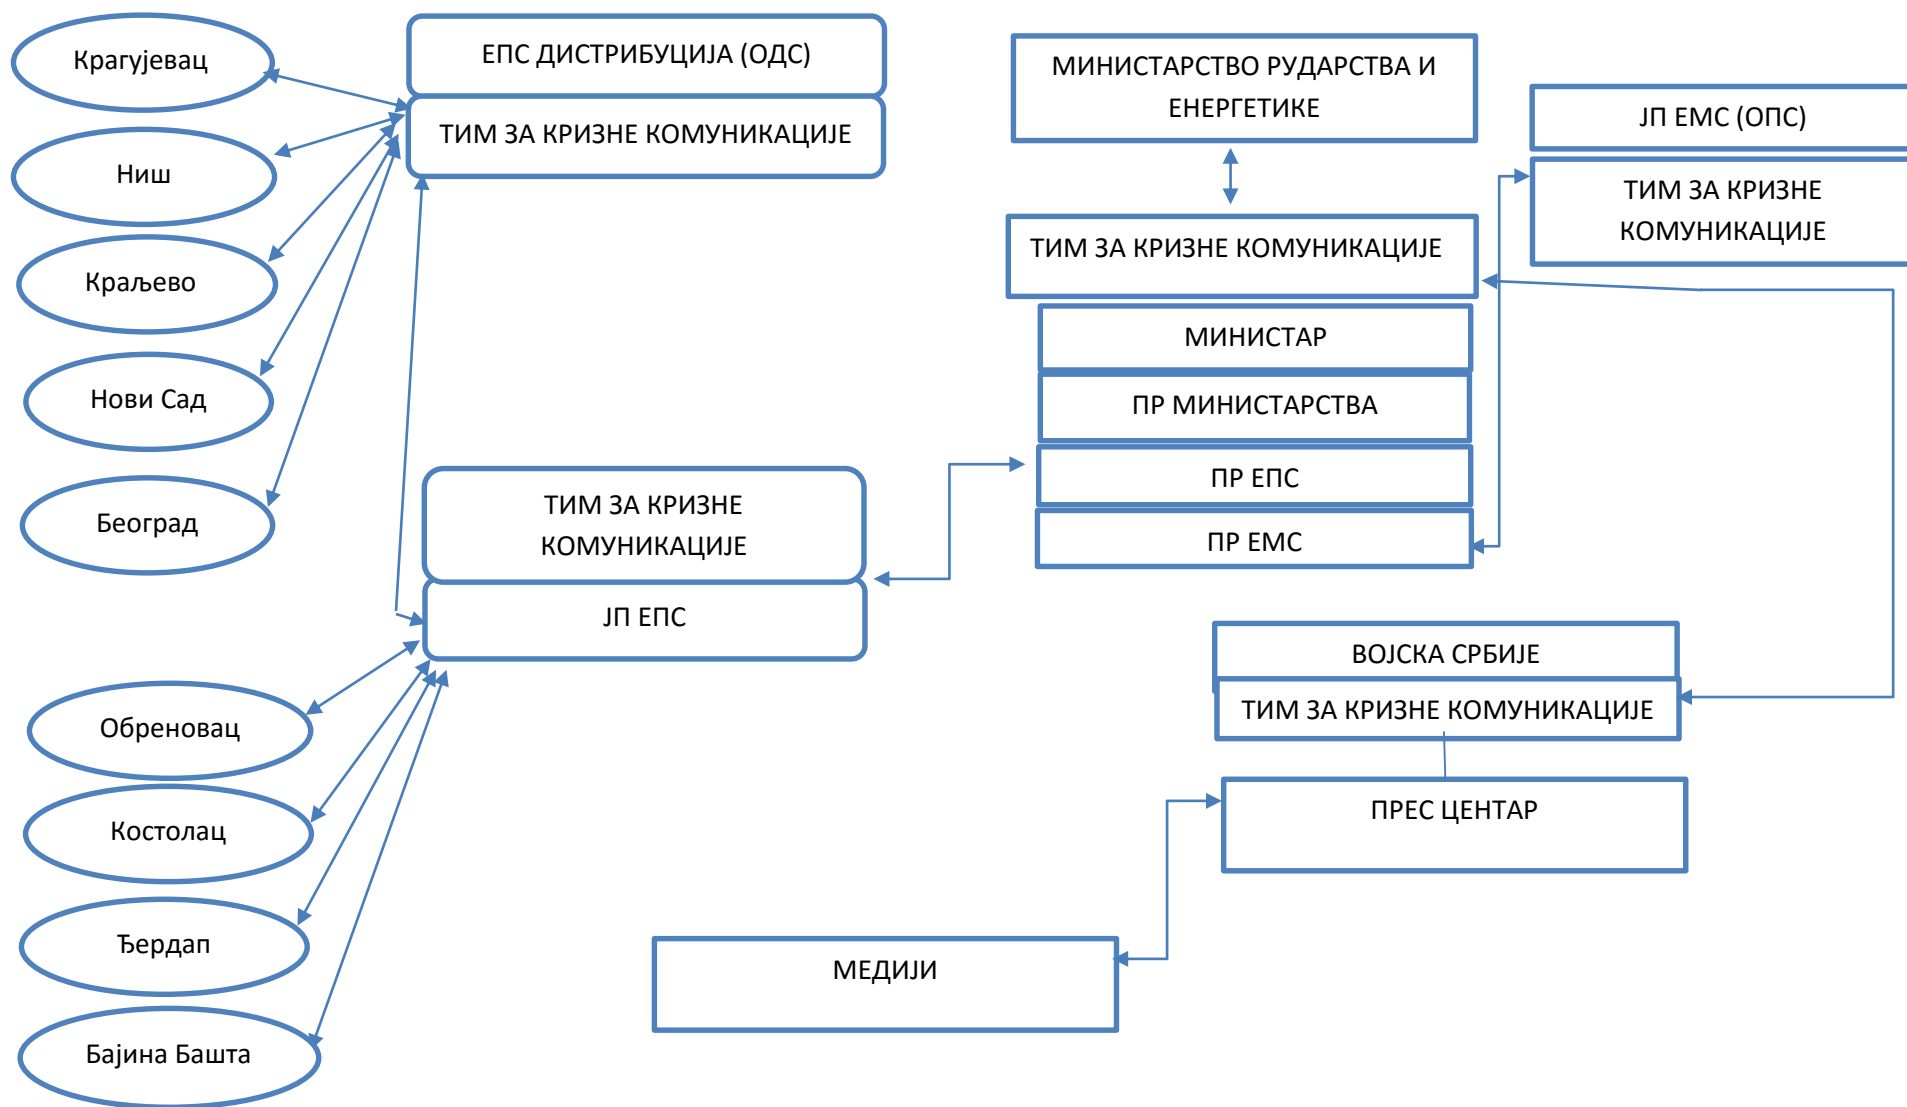 Крагујевац
Ниш
Краљево
Нови Сад
Београд
ЕПС ДИСТРИБУЦИЈА (ОДС)
ТИМ ЗА КРИЗНЕ КОМУНИКАЦИЈЕ
МИНИСТАРСТВО РУДАРСТВА И
ЕНЕРГЕТИКЕ
ТИМ ЗА КРИЗНЕ КОМУНИКАЦИЈЕ
МИНИСТАР
ПР МИНИСТАРСТВА
ПР ЕПС
ПР ЕМС
ЈП ЕМС (ОПС)
ТИМ ЗА КРИЗНЕ
КОМУНИКАЦИЈЕ
ТИМ ЗА КРИЗНЕ
КОМУНИКАЦИЈЕ
ЈП ЕПС
Обреновац
Костолац
Ђердап
Бајина Башта
ВОЈСКА СРБИЈЕ
ТИМ ЗА КРИЗНЕ КОМУНИКАЦИЈЕ
ПРЕС ЦЕНТАР
МЕДИЈИ